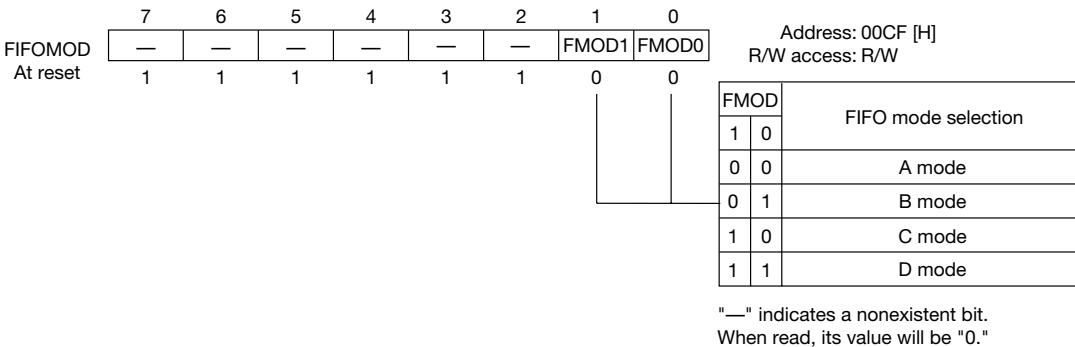 7 6 5 4 3 2 1 0
FIFOMOD — — — — — — FMOD1 FMOD0
At reset 1 1 1 1 1 1 0 0
Address: 00CF [H]
R/W access: R/W
FMOD FIFO mode selection
1 0
0 0 A mode
0 1 B mode
1 0 C mode
1 1 D mode
"—" indicates a nonexistent bit.
When read, its value will be "0."